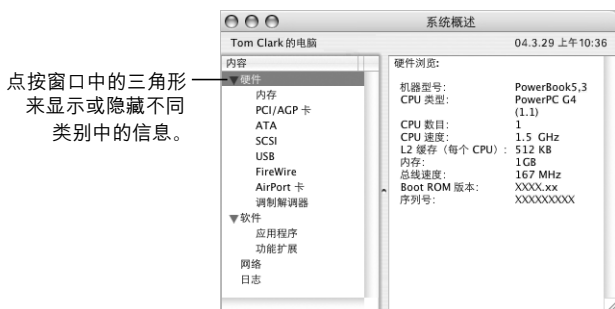 点按窗口中的三角形
来显示或隐藏不同
类别中的信息。
系统概述
Tom Clark 的电脑
04.3.29 上午10:36
内容
硬件
内存
PCI/AGP 卡
ATA
SCSI
USB
FireWire
AirPort 卡
调制解调器
软件
应用程序
功能扩展
网络
日志
硬件浏览:
机器型号: PowerBook5,3
CPU 类型: PowerPC G4
(1.1)
CPU 数目: 1
CPU 速度: 1.5 GHz
L2 缓存(每个 CPU): 512 KB
内存: 1GB
总线速度: 167 MHz
Boot ROM 版本: XXXX.xx
序列号: XXXXXXXXX